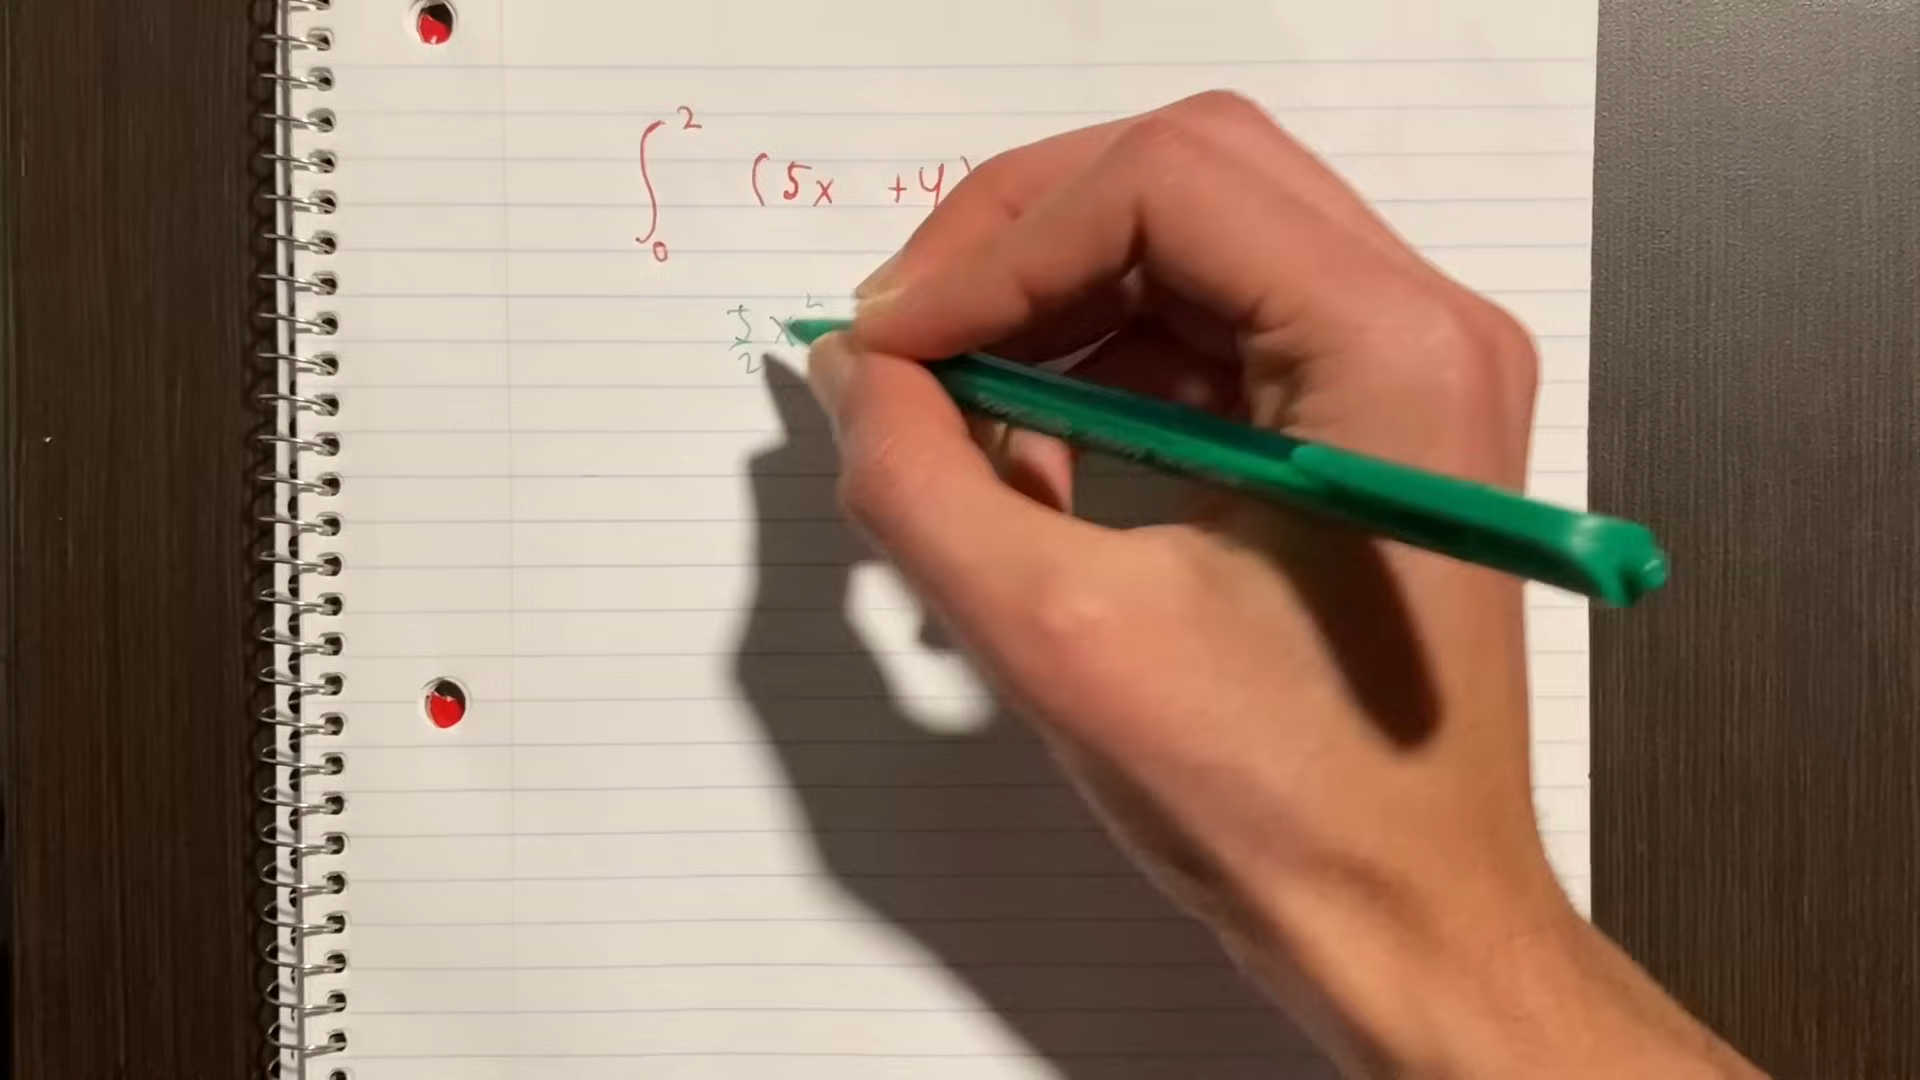 ∫₀² (5x +4)
5/2 x²